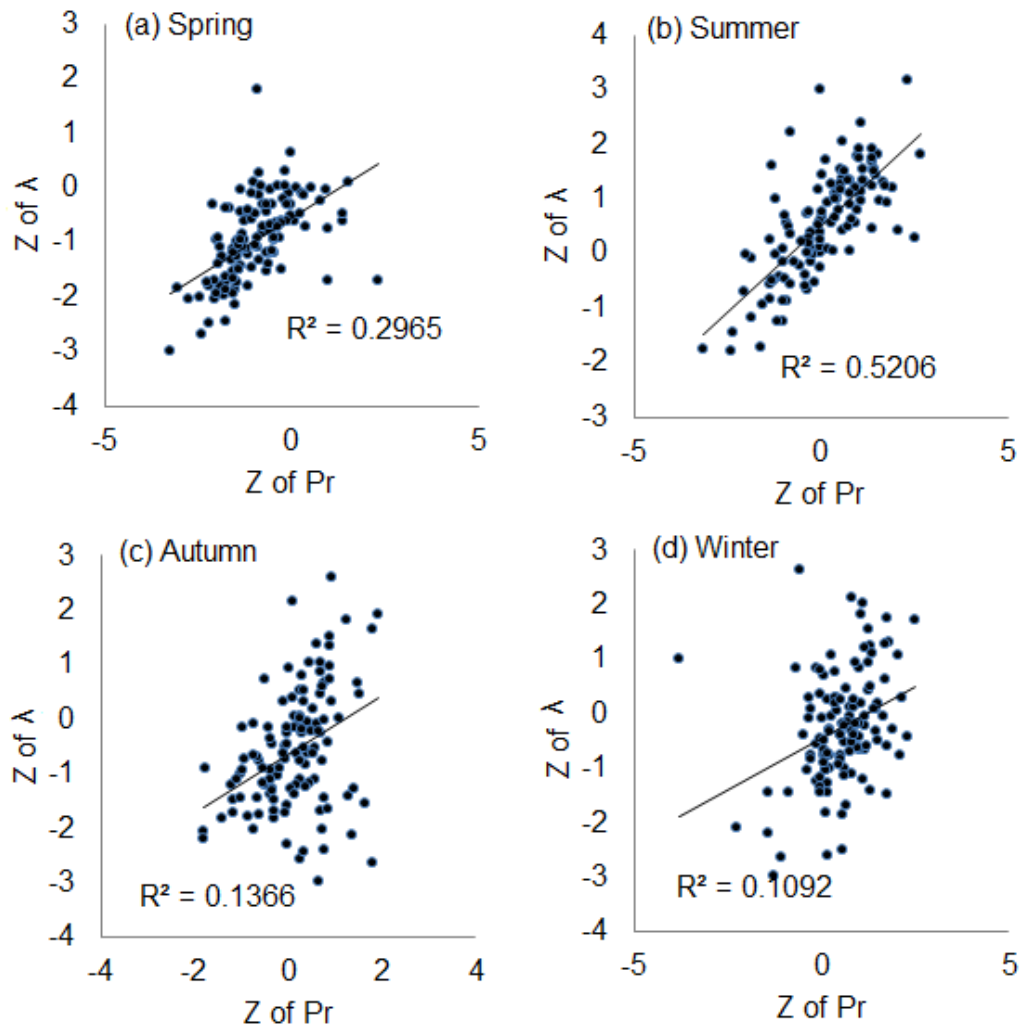 (a) Spring
3
2
1
0
-1
-2
-3
-4
Z of λ
R² = 0.2965
-5
0
5
Z of Pr
(b) Summer
4
3
2
1
0
-1
-2
-3
Z of λ
R² = 0.5206
-5
0
5
Z of Pr
(c) Autumn
3
2
1
0
-1
-2
-3
-4
Z of λ
R² = 0.1366
-4
-2
0
2
4
Z of Pr
(d) Winter
3
2
1
0
-1
-2
-3
-4
Z of λ
R² = 0.1092
-5
0
5
Z of Pr